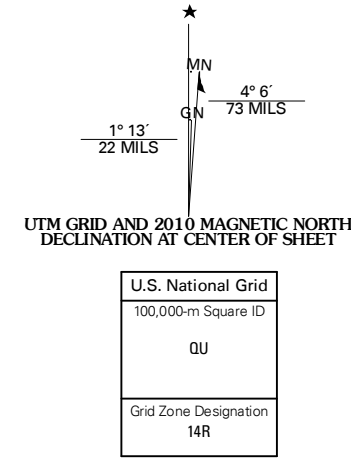 ★
MN
4° 6´
73 MILS
GN
1° 13´
22 MILS
UTM GRID AND 2010 MAGNETIC NORTH
DECLINATION AT CENTER OF SHEET
U.S. National Grid
100,000-m Square ID
QU
Grid Zone Designation
14R